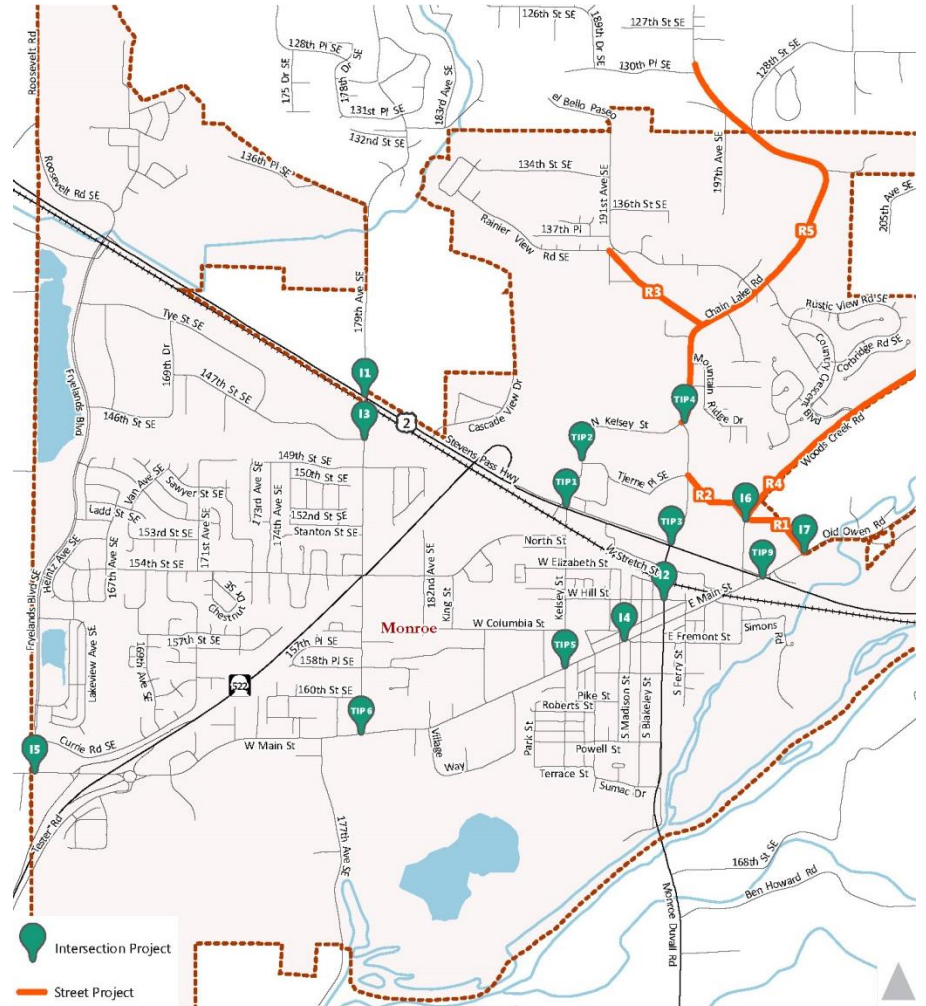 126th St SE
127th St SE
189th Dr SE
128th Pl SE
175 Dr SE
178th Dr SE
130th Pl SE
128th St SE
Roosevelt Rd
131st Pl SE
183rd Ave SE
el Bello Paseo
132nd St SE
197th Ave SE
136th Pl SE
134th St SE
191st Ave SE
136th St SE
205th Ave SE
Roosevelt Rd SE
Rainier View
Rd SE
137th Pl
R5
R3
Chain Lake Rd
179th Ave SE
Rustic View Rd SE
Tye St SE
Country
Crescent
Blvd
Corbridge Rd SE
169th Dr
147th St SE
I1
Mountain
Ridge Dr
Fryelands Blvd
146th St SE
I3
2
Cascade View Dr
TIP4
N Kelsey St
TIP2
Woods Creek Rd
Stevens Pass Hwy
149th St SE
150th St SE
Van Ave SE
Sawyer St SE
173rd Ave SE
174th Ave SE
TIP1
Tjerne Pl SE
R2
R4
I6
R1
Ladd St SE
152nd St SE
Stanton St SE
153rd St SE
171st Ave SE
TIP3
I7
Old Owen Rd
North St
W Stretch St
TIP9
Heintz Ave SE
167th Ave SE
154th St SE
182nd Ave SE
W Elizabeth St
I2
Chestnut
Dr SE
King St
Kelsey St
W Hill St
E Main St
157th St SE
157th Pl SE
Monroe
W Columbia St
I4
E Fremont St
Simons
Rd
Fryelands Blvd SE
Lakeview Ave SE
169th Ave SE
158th Pl SE
TIP5
522
160th St SE
TIP6
Pike St
Roberts St
S Madison St
S Blakeley St
S Ferry St
I5
Currie Rd SE
W Main St
Village
Way
Park St
Powell St
Terrace St
Sumac Dr
Tester Rd
177th Ave SE
168th St SE
Ben Howard Rd
Monroe Duvall Rd
Intersection Project
Street Project